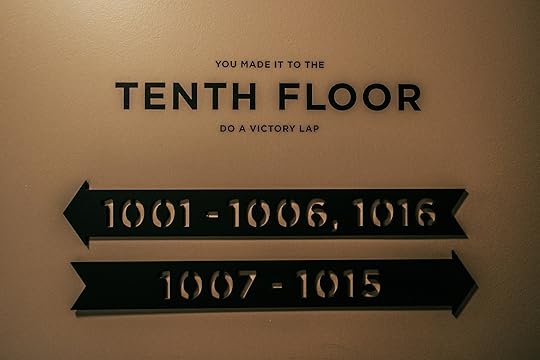 YOU MADE IT TO THE
TENTH FLOOR
DO A VICTORY LAP
1001 - 1006, 1016
1007 - 1015